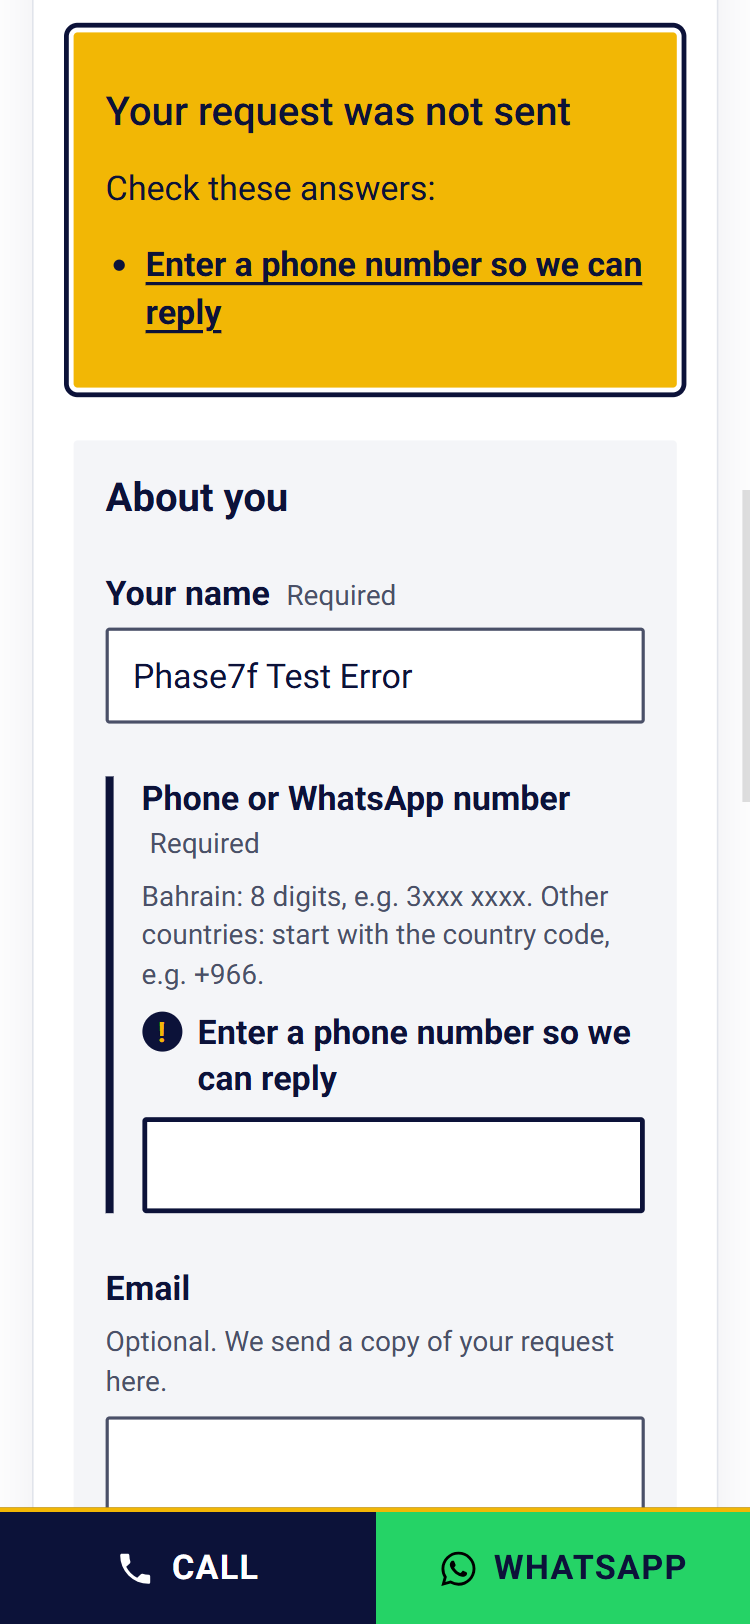 Your request was not sent
Check these answers:
• Enter a phone number so we can
reply
About you
Your name Required
Phase7f Test Error
Phone or WhatsApp number
Required
Bahrain: 8 digits, e.g. 3xxx xxxx. Other
countries: start with the country code,
e.g. +966.
! Enter a phone number so we
can reply
Email
Optional. We send a copy of your request
here.
CALL
WHATSAPP